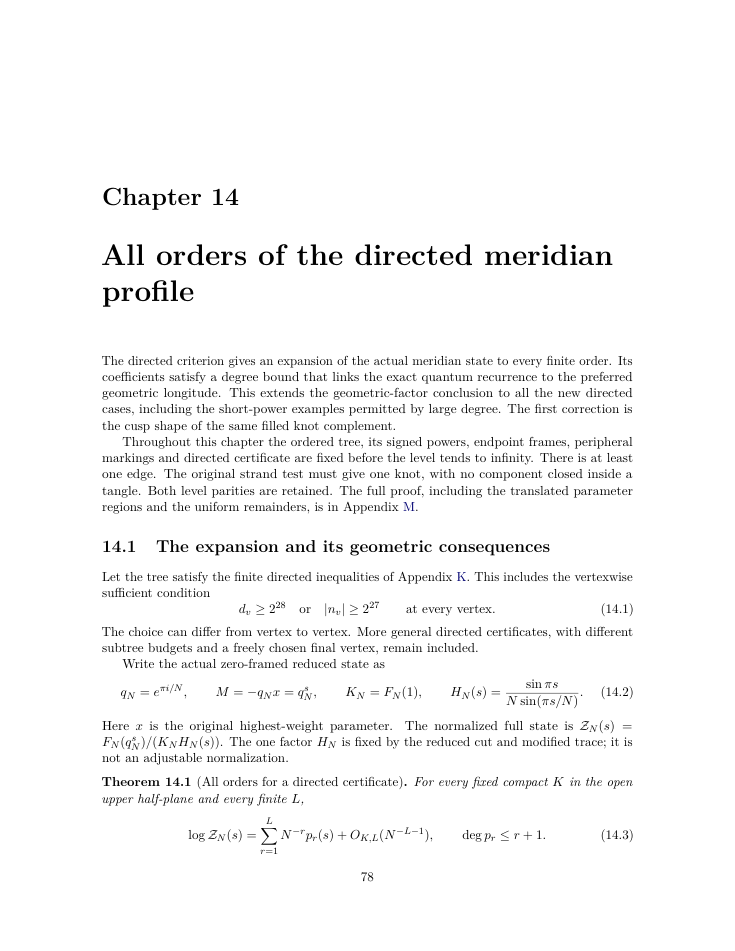 Chapter 14
All orders of the directed meridian
profile
The directed criterion gives an expansion of the actual meridian state to every finite order. Its
coefficients satisfy a degree bound that links the exact quantum recurrence to the preferred
geometric longitude. This extends the geometric-factor conclusion to all the new directed
cases, including the short-power examples permitted by large degree. The first correction is
the cusp shape of the same filled knot complement.
Throughout this chapter the ordered tree, its signed powers, endpoint frames, peripheral
markings and directed certificate are fixed before the level tends to infinity. There is at least
one edge. The original strand test must give one knot, with no component closed inside a
tangle. Both level parities are retained. The full proof, including the translated parameter
regions and the uniform remainders, is in Appendix M.
14.1 The expansion and its geometric consequences
Let the tree satisfy the finite directed inequalities of Appendix K. This includes the vertexwise
sufficient condition
d_v ≥ 2^{28} or |n_v| ≥ 2^{27} at every vertex. (14.1)
The choice can differ from vertex to vertex. More general directed certificates, with different
subtree budgets and a freely chosen final vertex, remain included.
Write the actual zero-framed reduced state as
q_N = e^{πi/N}, M = −q_N x = q_N^s, K_N = F_N(1), H_N(s) = \frac{\sin πs}{N \sin(πs/N)}. (14.2)
Here x is the original highest-weight parameter. The normalized full state is 𝒵_N(s) =
F_N(q_N^s)/(K_N H_N(s)). The one factor H_N is fixed by the reduced cut and modified trace; it is
not an adjustable normalization.
Theorem 14.1 (All orders for a directed certificate). For every fixed compact K in the open
upper half-plane and every finite L,
log 𝒵_N(s) = \sum_{r=1}^{L} N^{−r} p_r(s) + O_{K,L}(N^{−L−1}), deg p_r ≤ r + 1. (14.3)
78